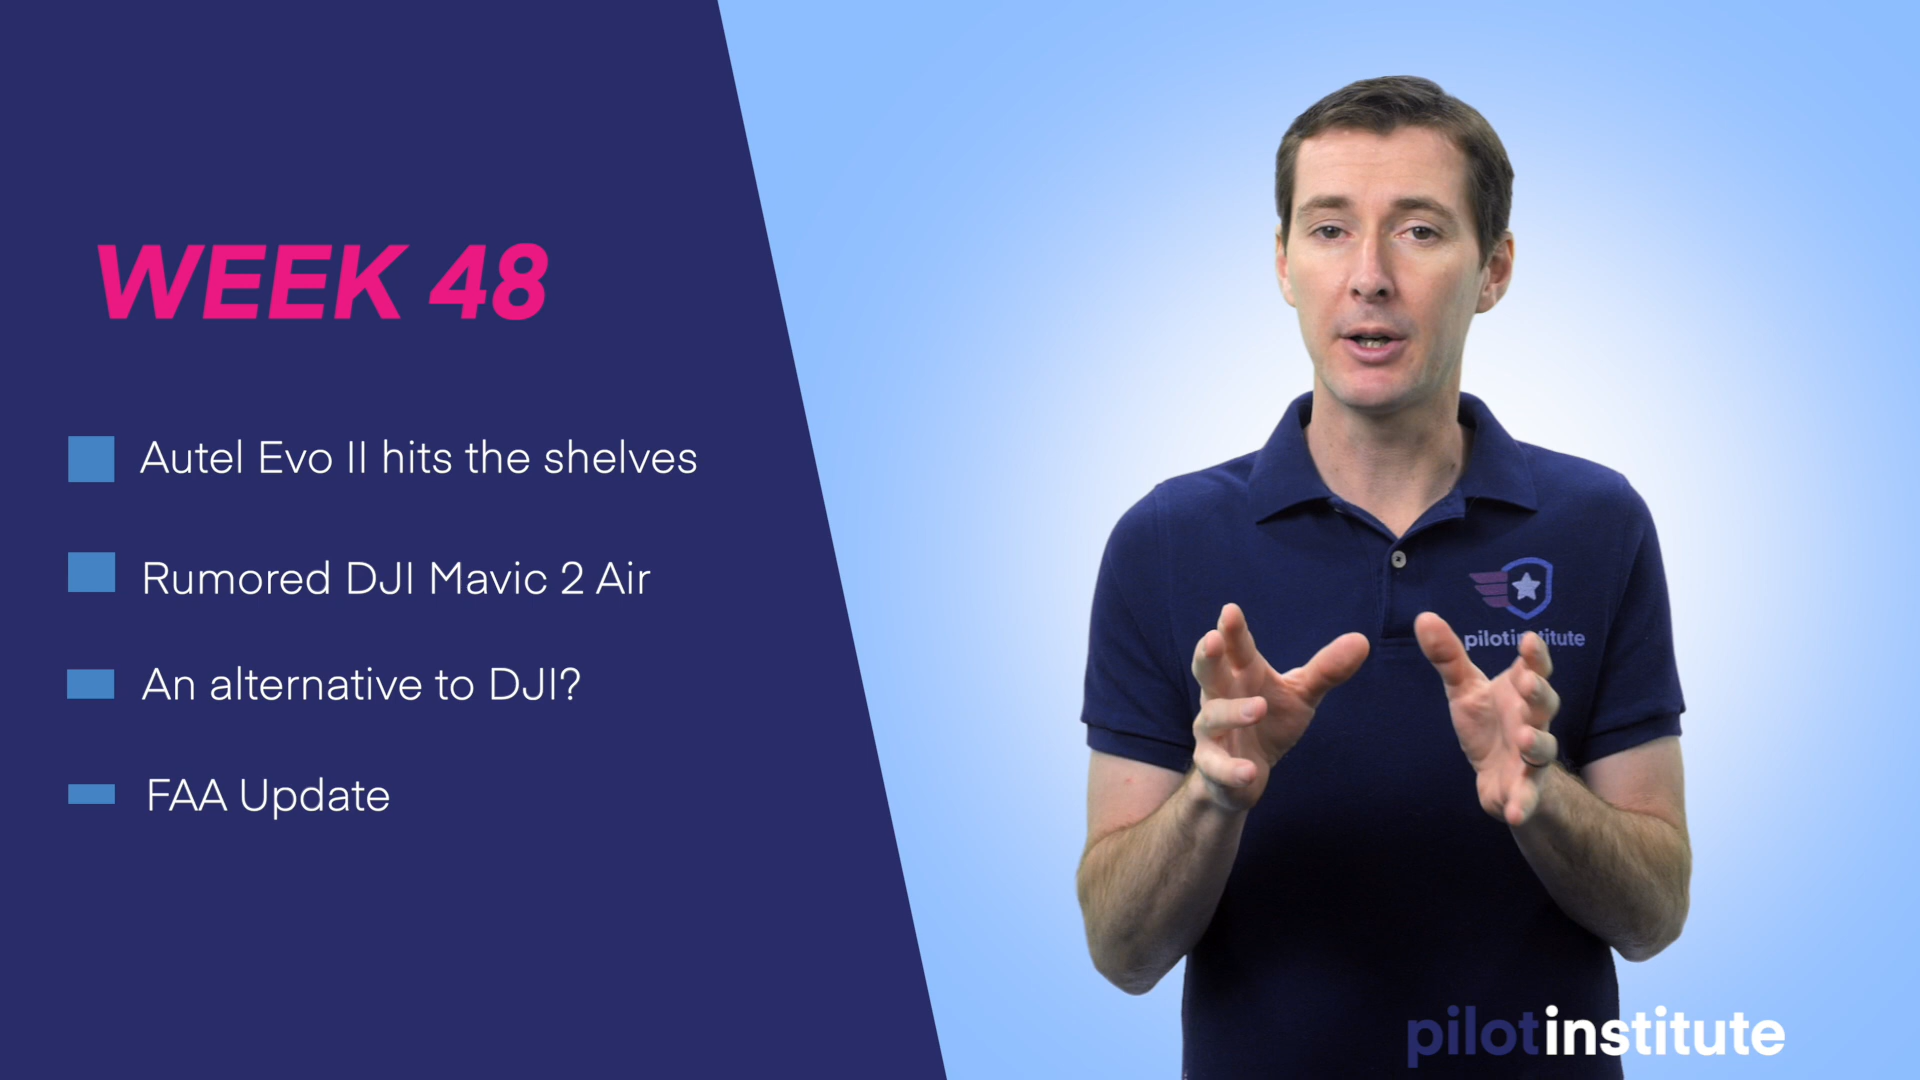 WEEK 48
Autel Evo II hits the shelves
Rumored DJI Mavic 2 Air
An alternative to DJI?
FAA Update
pilotinstitute